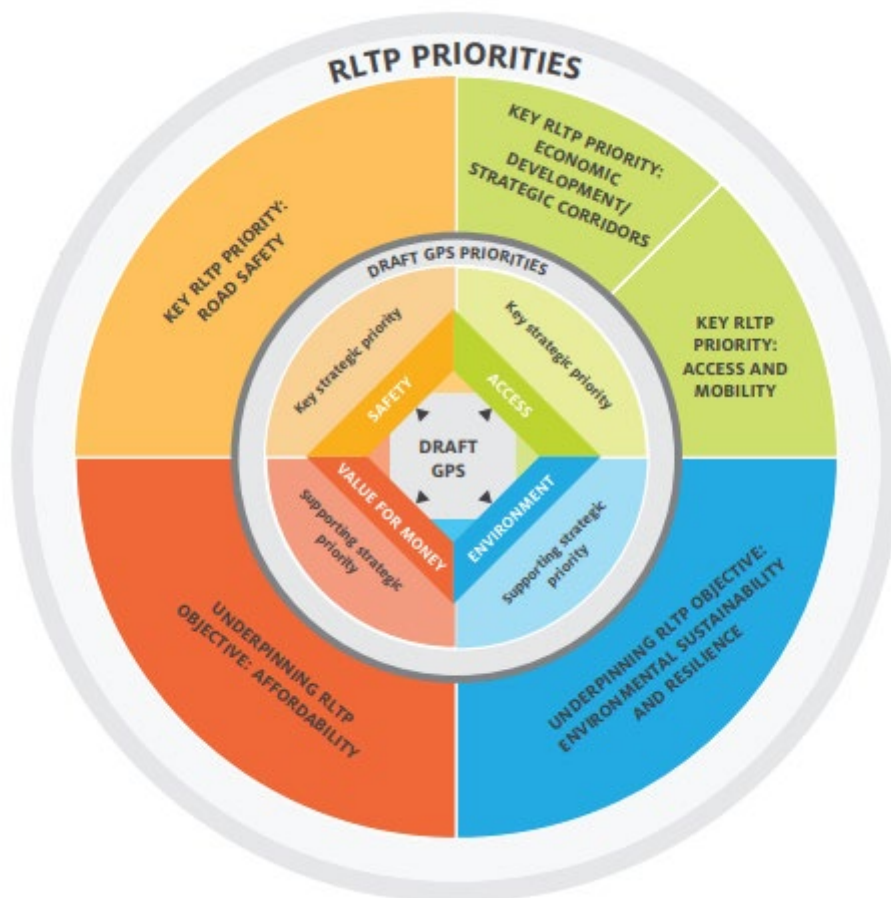 RLTP PRIORITIES
KEY RLTP PRIORITY:
ROAD SAFETY
KEY RLTP PRIORITY:
ECONOMIC
DEVELOPMENT/
STRATEGIC CORRIDORS
KEY RLTP
PRIORITY:
ACCESS AND
MOBILITY
DRAFT GPS PRIORITIES
Key strategic priority
Key strategic priority
SAFETY
ACCESS
DRAFT
GPS
VALUE FOR MONEY
ENVIRONMENT
Supporting strategic
priority
Supporting strategic
priority
UNDERPINNING RLTP
OBJECTIVE: AFFORDABILITY
UNDERPINNING RLTP OBJECTIVE:
ENVIRONMENTAL SUSTAINABILITY
AND RESILIENCE